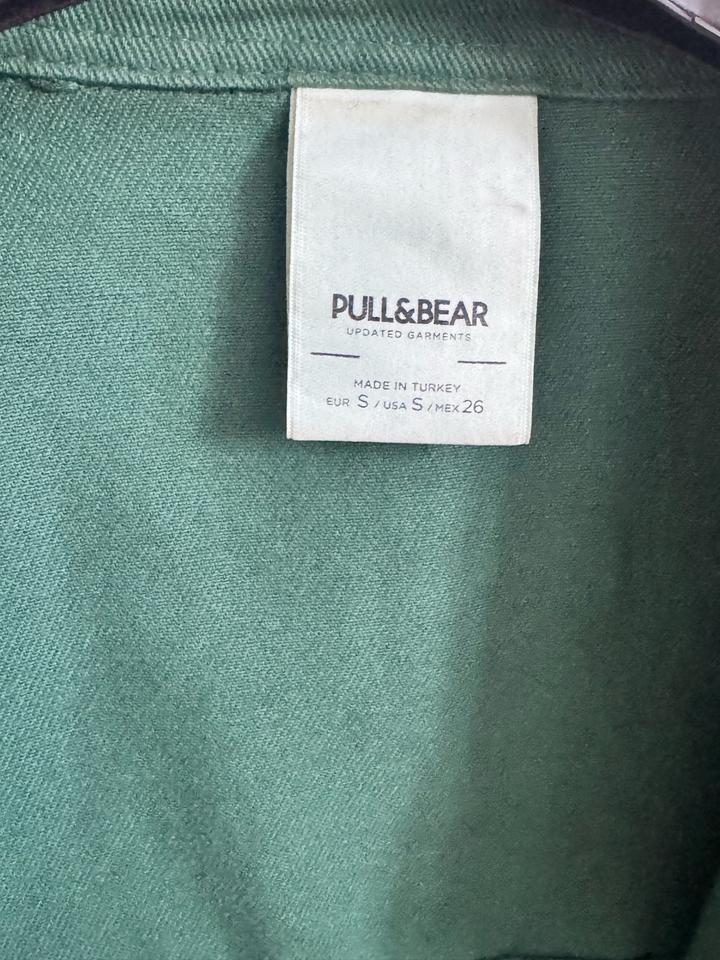 PULL&BEAR
UPDATED GARMENTS
MADE IN TURKEY
EUR S / USA S / MEX 26